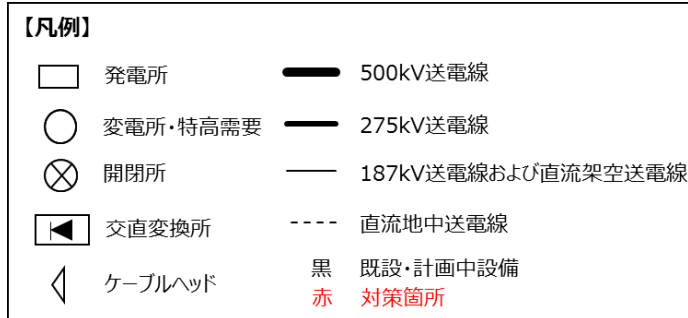 【凡例】
発電所 500kV送電線
変電所・特高需要 275kV送電線
開閉所 187kV送電線および直流架空送電線
交直変換所 直流地中送電線
ケーブルヘッド 黒 既設・計画中設備
赤 対策箇所